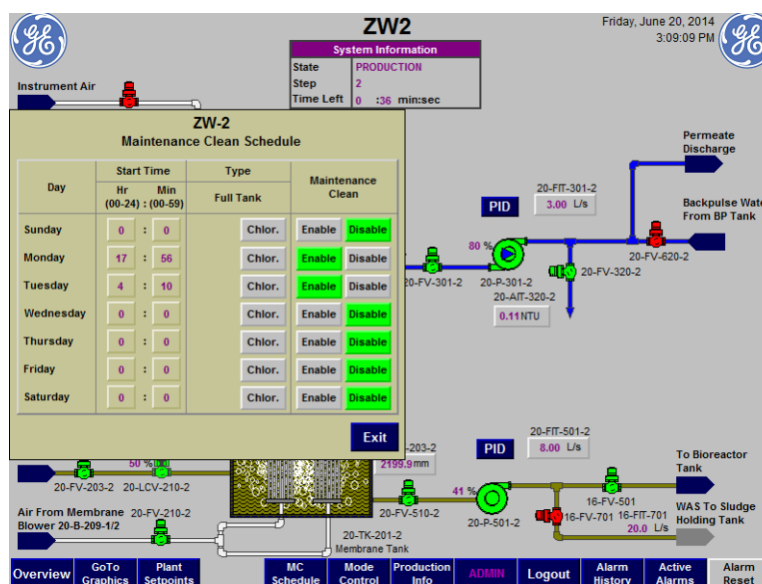 ZW2
Friday, June 20, 2014
3:09:09 PM
System Information
State PRODUCTION
Step 2
Time Left 0 :36 min:sec
Instrument Air
ZW-2
Maintenance Clean Schedule
Day
Start Time
Type
Maintenance Clean
Hr Min
(00-24) : (00-59)
Full Tank
Sunday 0 : 0 Chlor. Enable Disable
Monday 17 : 56 Chlor. Enable Disable
Tuesday 4 : 10 Chlor. Enable Disable
Wednesday 0 : 0 Chlor. Enable Disable
Thursday 0 : 0 Chlor. Enable Disable
Friday 0 : 0 Chlor. Enable Disable
Saturday 0 : 0 Chlor. Enable Disable
Exit
Permeate
Discharge
20-FIT-301-2
PID
3.00 L/s
Backpulse Wate
From BP Tank
80 %
20-FV-620-2
20-FV-301-2
20-P-301-2
20-FV-320-2
20-AIT-320-2
0.11NTU
-203-2
2199.9mm
20-FIT-501-2
PID
8.00 L/s
To Bioreactor
Tank
50 %
20-FV-203-2
20-LCV-210-2
41 %
16-FV-501
20-FV-510-2
20-P-501-2
16-FV-701
16-FIT-701
20.0 L/s
WAS To Sludge
Holding Tank
Air From Membrane
Blower 20-B-209-1/2
20-FV-210-2
20-TK-201-2
Membrane Tank
Overview
GoTo
Graphics
Plant
Setpoints
MC
Schedule
Mode
Control
Production
Info
ADMIN
Logout
Alarm
History
Active
Alarms
Alarm
Reset